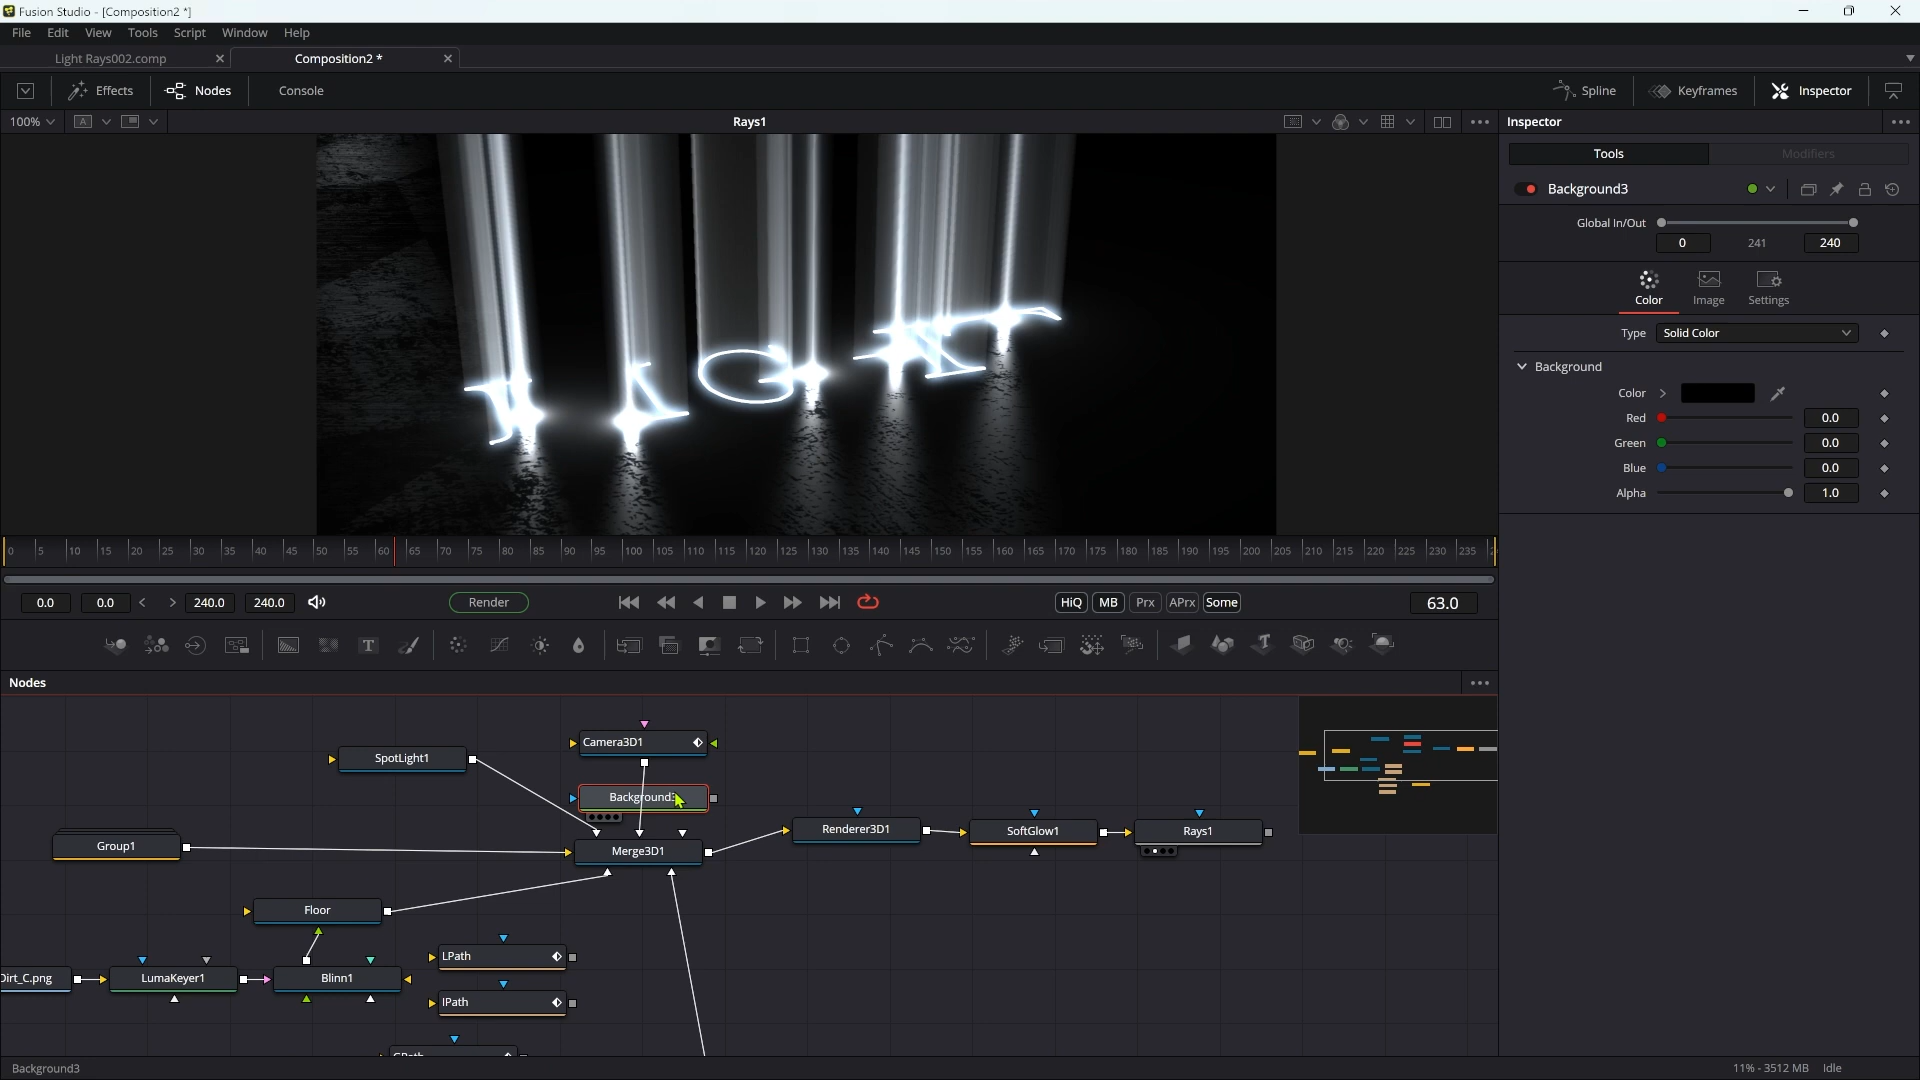 Fusion Studio - [Composition2 *]
File Edit View Tools Script Window Help
Light Rays002.comp Composition2 *
Effects Nodes Console Spline Keyframes Inspector
100% A Rays1 Inspector
Tools Modifiers
Background3
Global In/Out
0 241 240
Color Image Settings
Type Solid Color
Background
Color
Red 0.0
Green 0.0
Blue 0.0
Alpha 1.0
LIGHT
0 5 10 15 20 25 30 35 40 45 50 55 60 65 70 75 80 85 90 95 100 105 110 115 120 125 130 135 140 145 150 155 160 165 170 175 180 185 190 195 200 205 210 215 220 225 230 235
0.0 0.0 < > 240.0 240.0 Render HiQ MB Prx APrx Some 63.0
Nodes
Camera3D1
SpotLight1
Background3
Renderer3D1 SoftGlow1 Rays1
Group1 Merge3D1
Floor
LPath
Dirt_C.png LumaKeyer1 Blinn1
IPath
GPath
Background3 11% - 3512 MB Idle